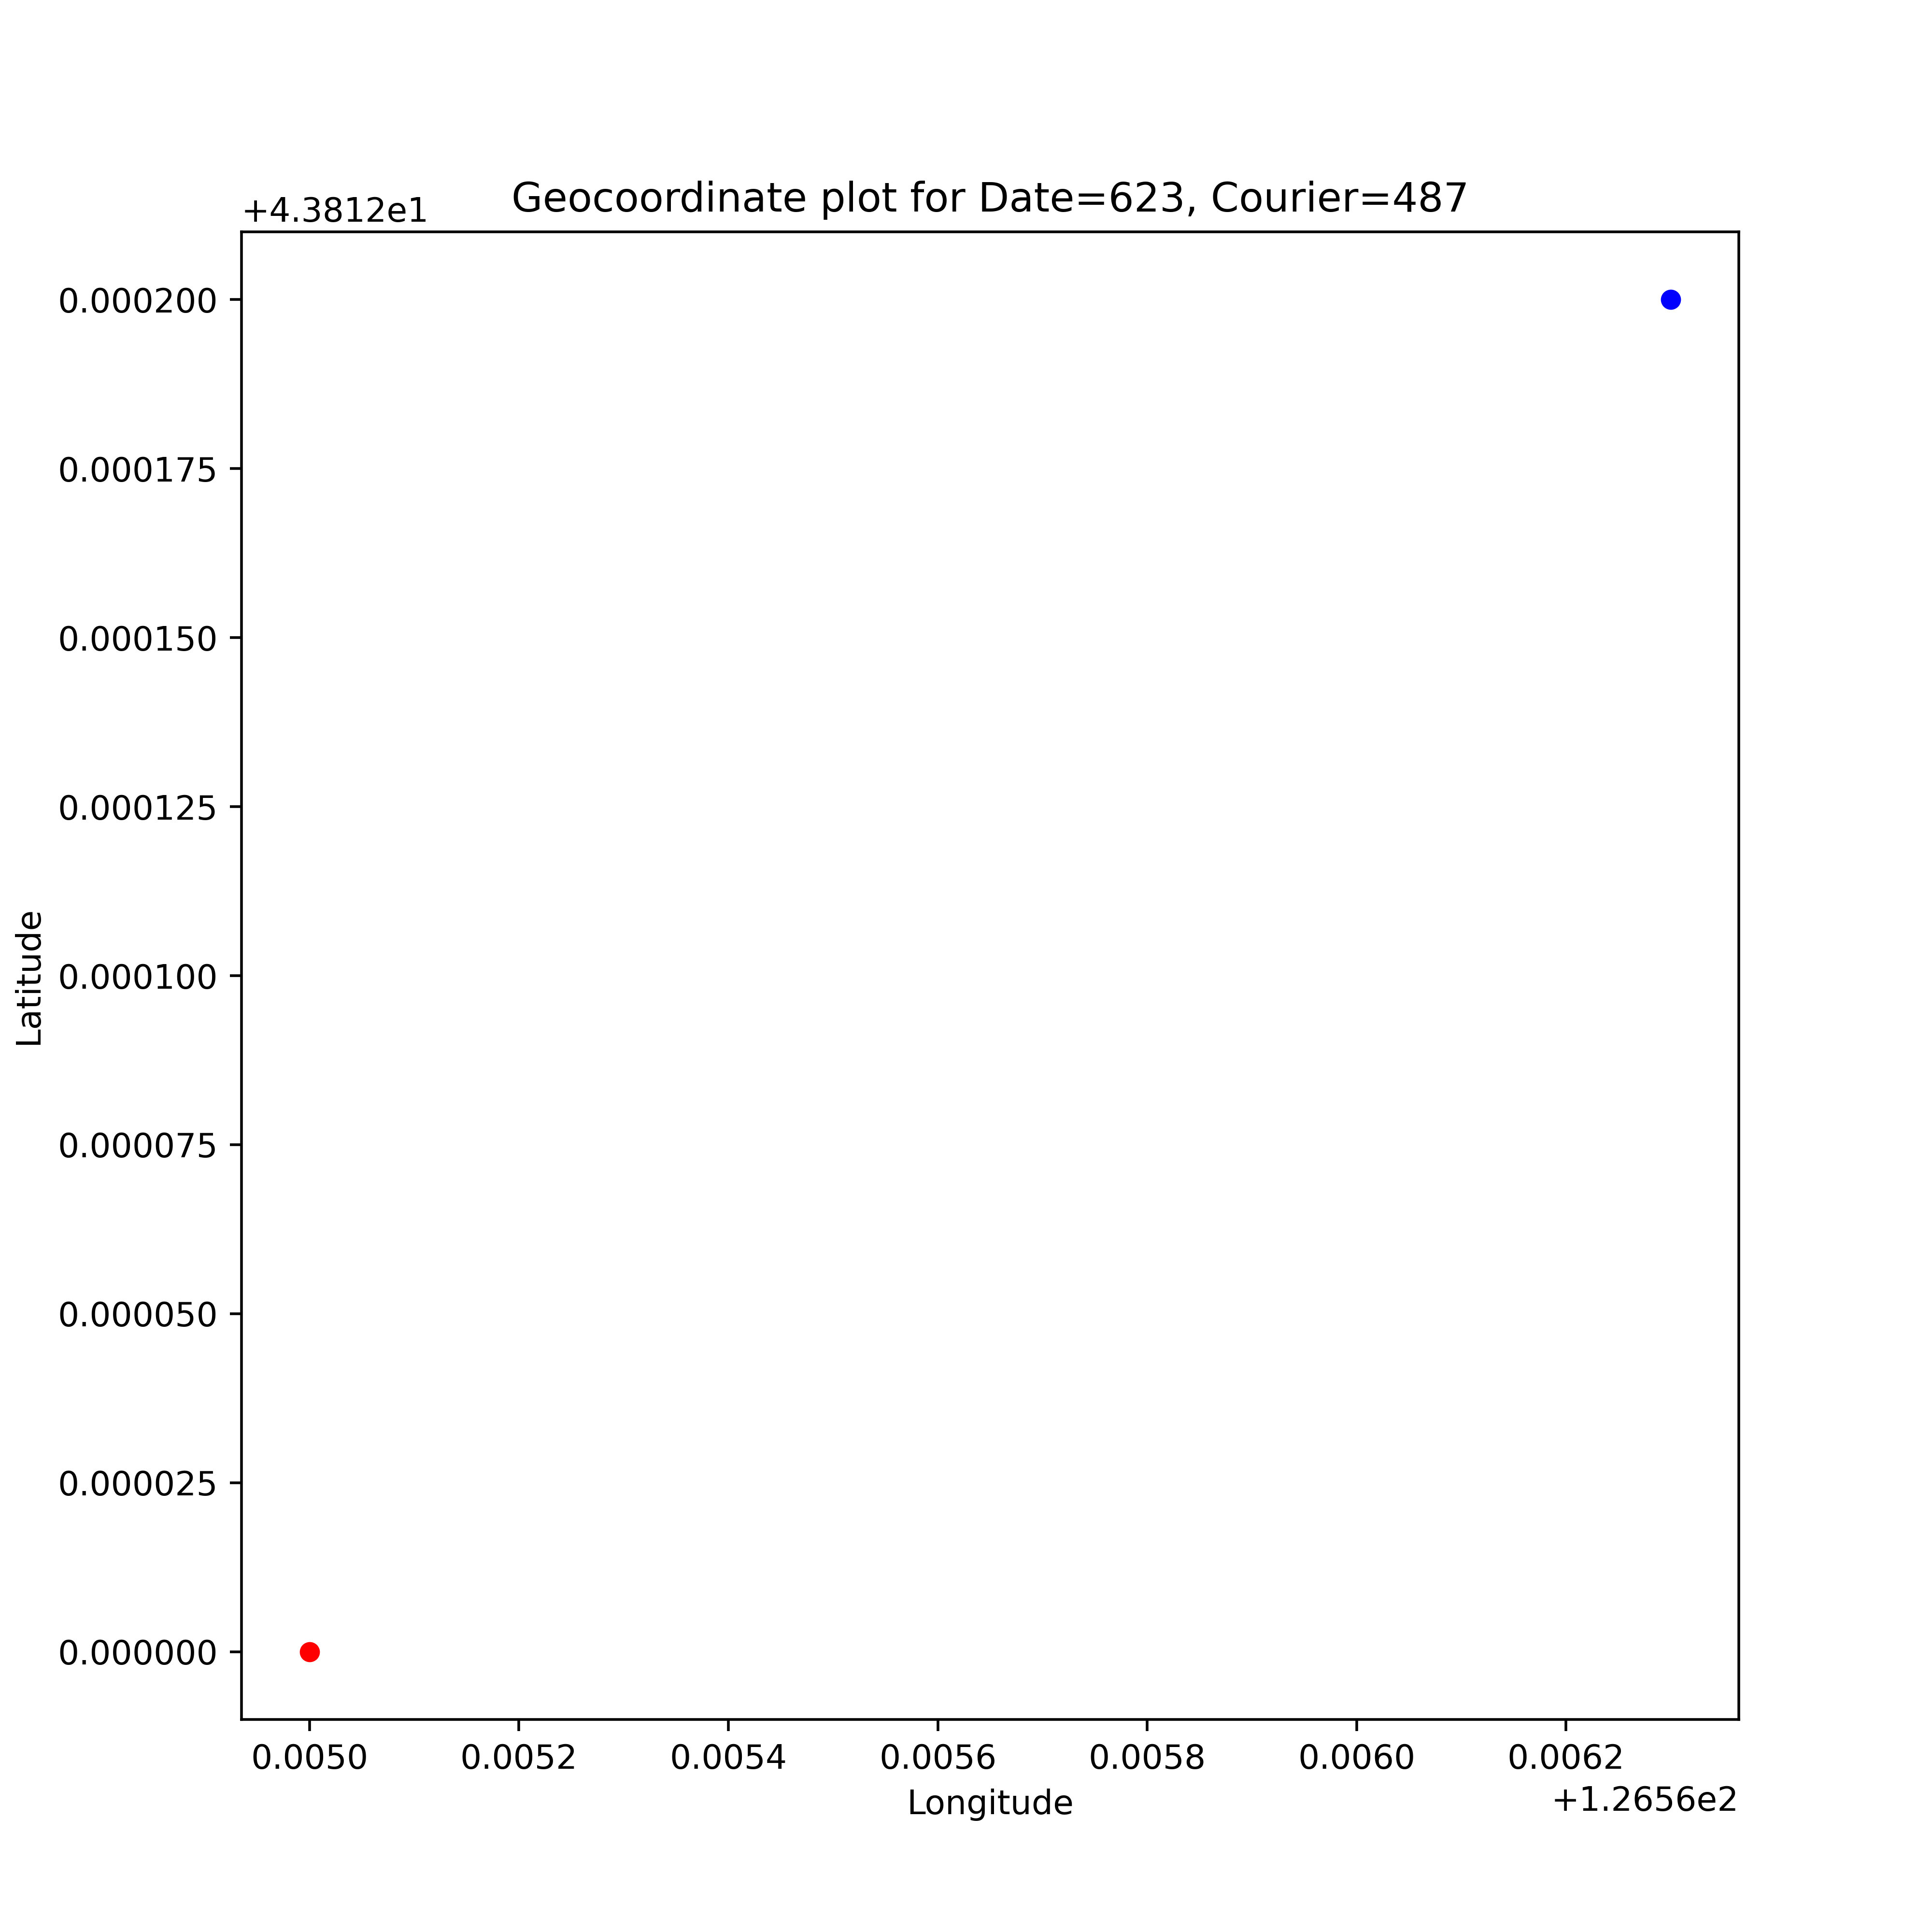 Geocoordinate plot for Date=623, Courier=487
+4.3812e1
0.000200
0.000175
0.000150
0.000125
0.000100
0.000075
0.000050
0.000025
0.000000
Latitude
0.0050 0.0052 0.0054 0.0056 0.0058 0.0060 0.0062
+1.2656e2
Longitude